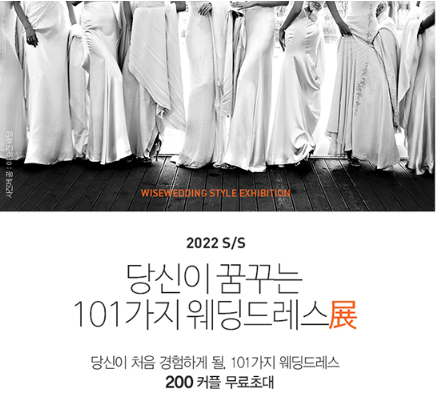 WISEWEDDING STYLE EXHIBITION
2022 S/S
당신이 꿈꾸는
101가지 웨딩드레스展
당신이 처음 경험하게 될, 101가지 웨딩드레스
200 커플 무료초대